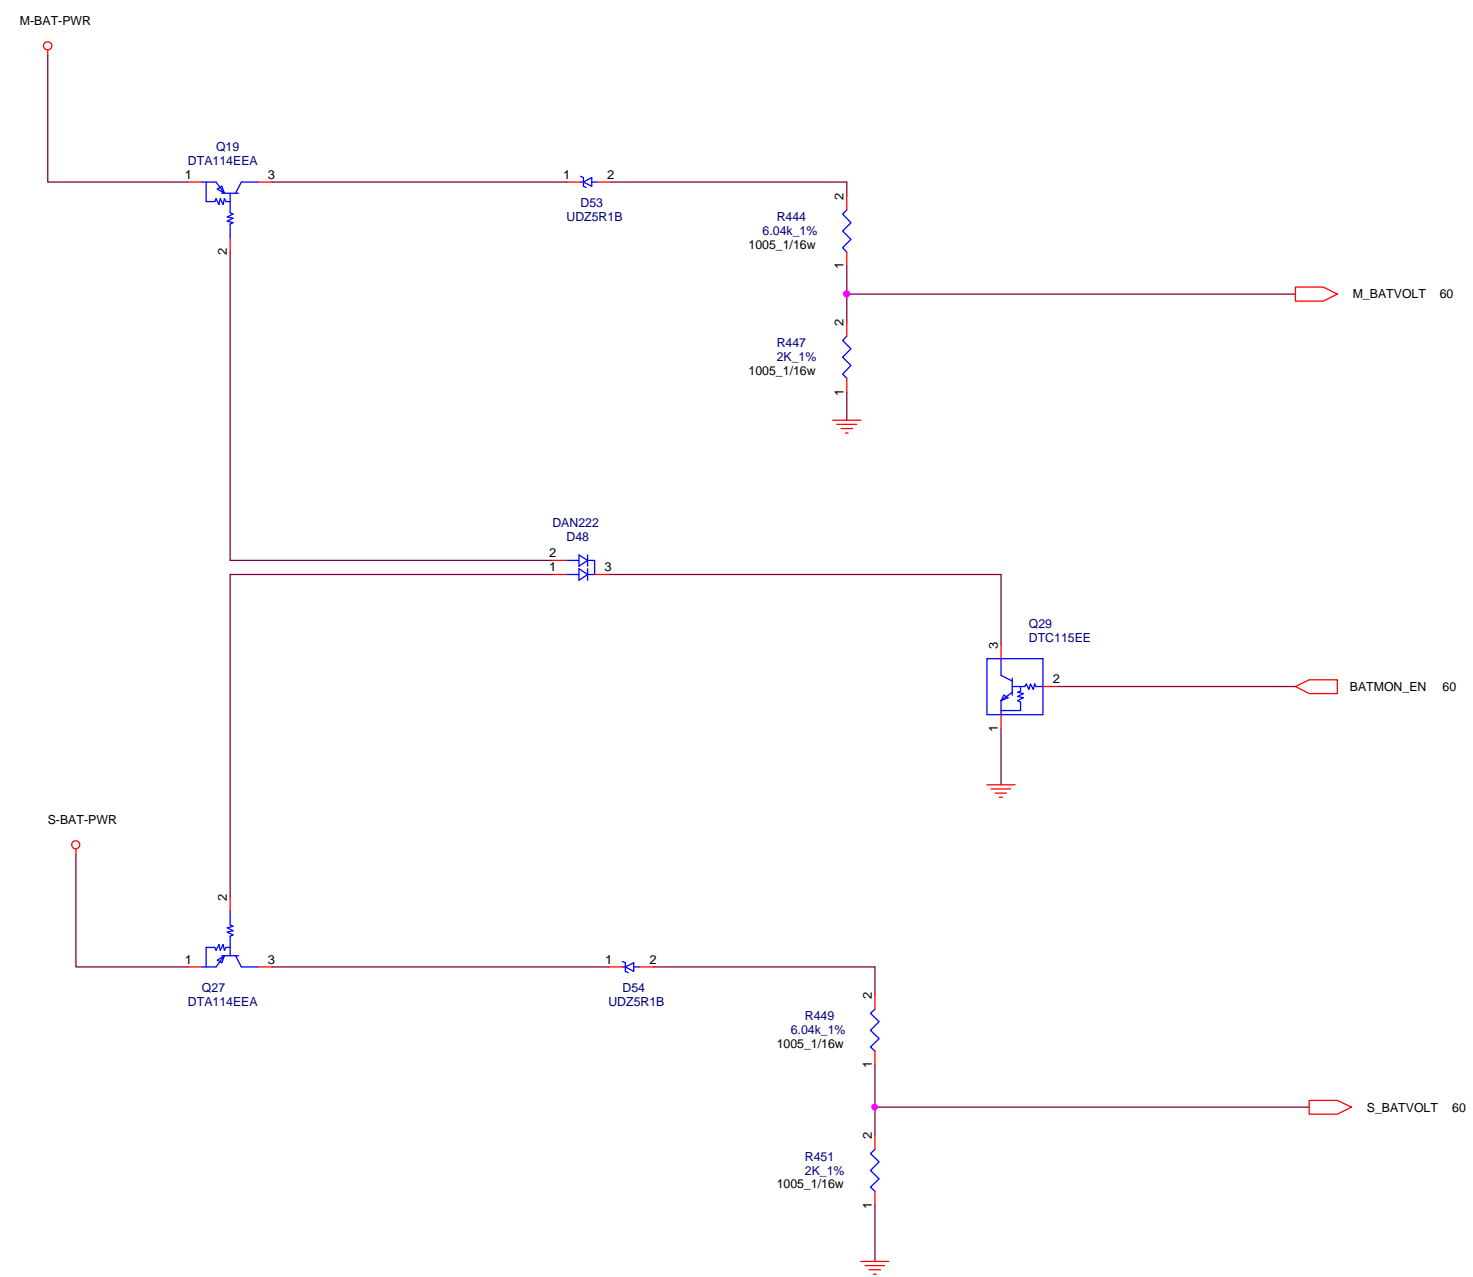 M-BAT-PWR
Q19
DTA114EEA
1
3
2
1
2
D53
UDZ5R1B
2
R444
6.04k_1%
1005_1/16w
1
M_BATVOLT 60
2
R447
2K_1%
1005_1/16w
1
DAN222
D48
2
1
3
Q29
DTC115EE
3
2
BATMON_EN 60
1
S-BAT-PWR
2
1
3
Q27
DTA114EEA
1
2
D54
UDZ5R1B
2
R449
6.04k_1%
1005_1/16w
1
S_BATVOLT 60
2
R451
2K_1%
1005_1/16w
1